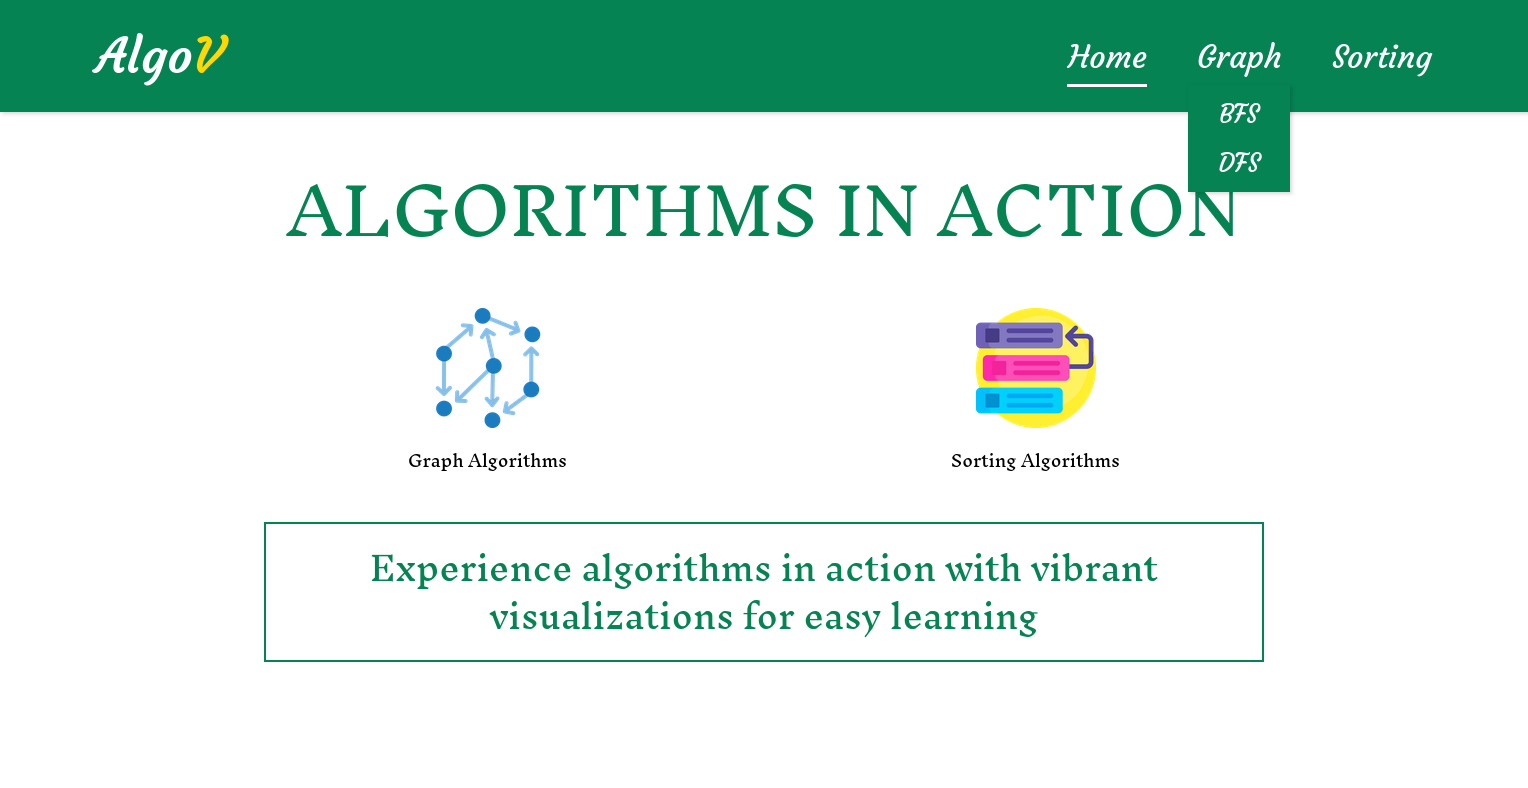 AlgoV
Home Graph Sorting
BFS
DFS
ALGORITHMS IN ACTION
Graph Algorithms
Sorting Algorithms
Experience algorithms in action with vibrant
visualizations for easy learning